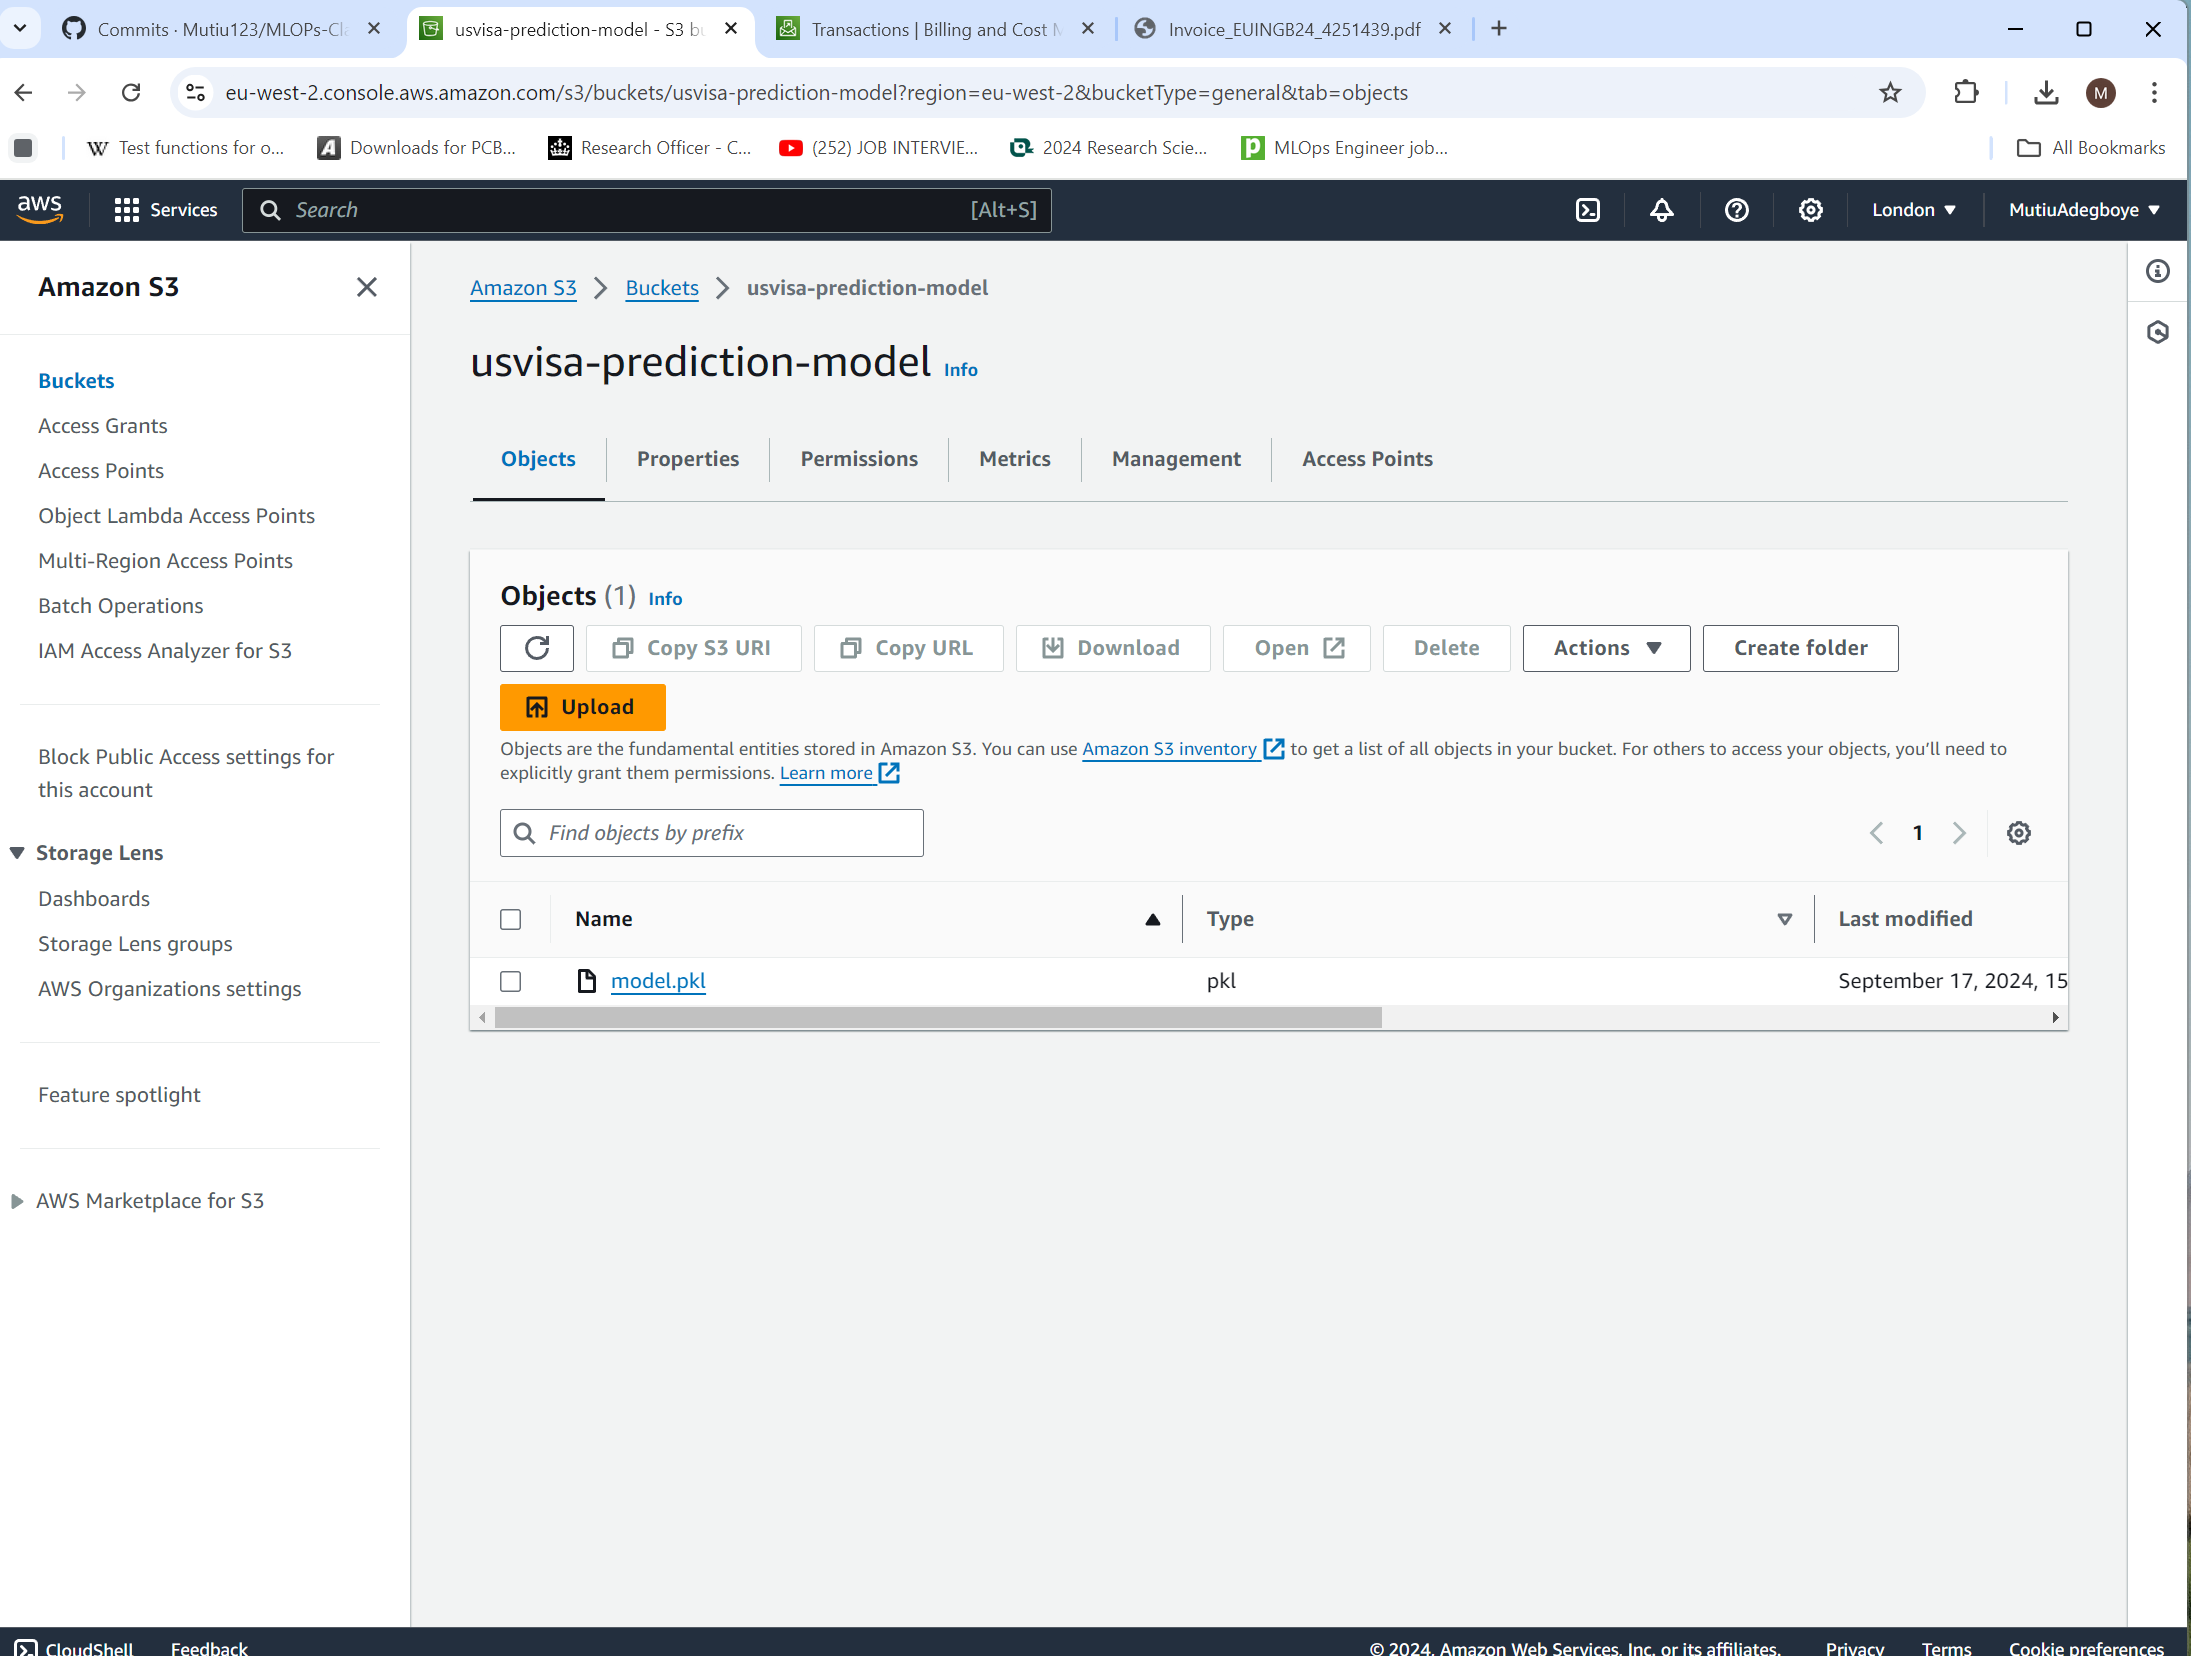 Commits · Mutiu123/MLOPs-Cl
usvisa-prediction-model - S3 bu
Transactions | Billing and Cost M
Invoice_EUINGB24_4251439.pdf
eu-west-2.console.aws.amazon.com/s3/buckets/usvisa-prediction-model?region=eu-west-2&bucketType=general&tab=objects
M
Test functions for o...
Downloads for PCB...
Research Officer - C...
(252) JOB INTERVIE...
2024 Research Scie...
MLOps Engineer job...
All Bookmarks
aws
Services
Search
[Alt+S]
London
MutiuAdegboye
Amazon S3
Buckets
Access Grants
Access Points
Object Lambda Access Points
Multi-Region Access Points
Batch Operations
IAM Access Analyzer for S3
Block Public Access settings for
this account
Storage Lens
Dashboards
Storage Lens groups
AWS Organizations settings
Feature spotlight
AWS Marketplace for S3
Amazon S3 > Buckets > usvisa-prediction-model
usvisa-prediction-model Info
Objects
Properties
Permissions
Metrics
Management
Access Points
Objects (1) Info
Copy S3 URI
Copy URL
Download
Open
Delete
Actions
Create folder
Upload
Objects are the fundamental entities stored in Amazon S3. You can use Amazon S3 inventory to get a list of all objects in your bucket. For others to access your objects, you'll need to
explicitly grant them permissions. Learn more
Find objects by prefix
1
Name
Type
Last modified
model.pkl
pkl
September 17, 2024, 15
CloudShell
Feedback
© 2024, Amazon Web Services, Inc. or its affiliates.
Privacy
Terms
Cookie preferences